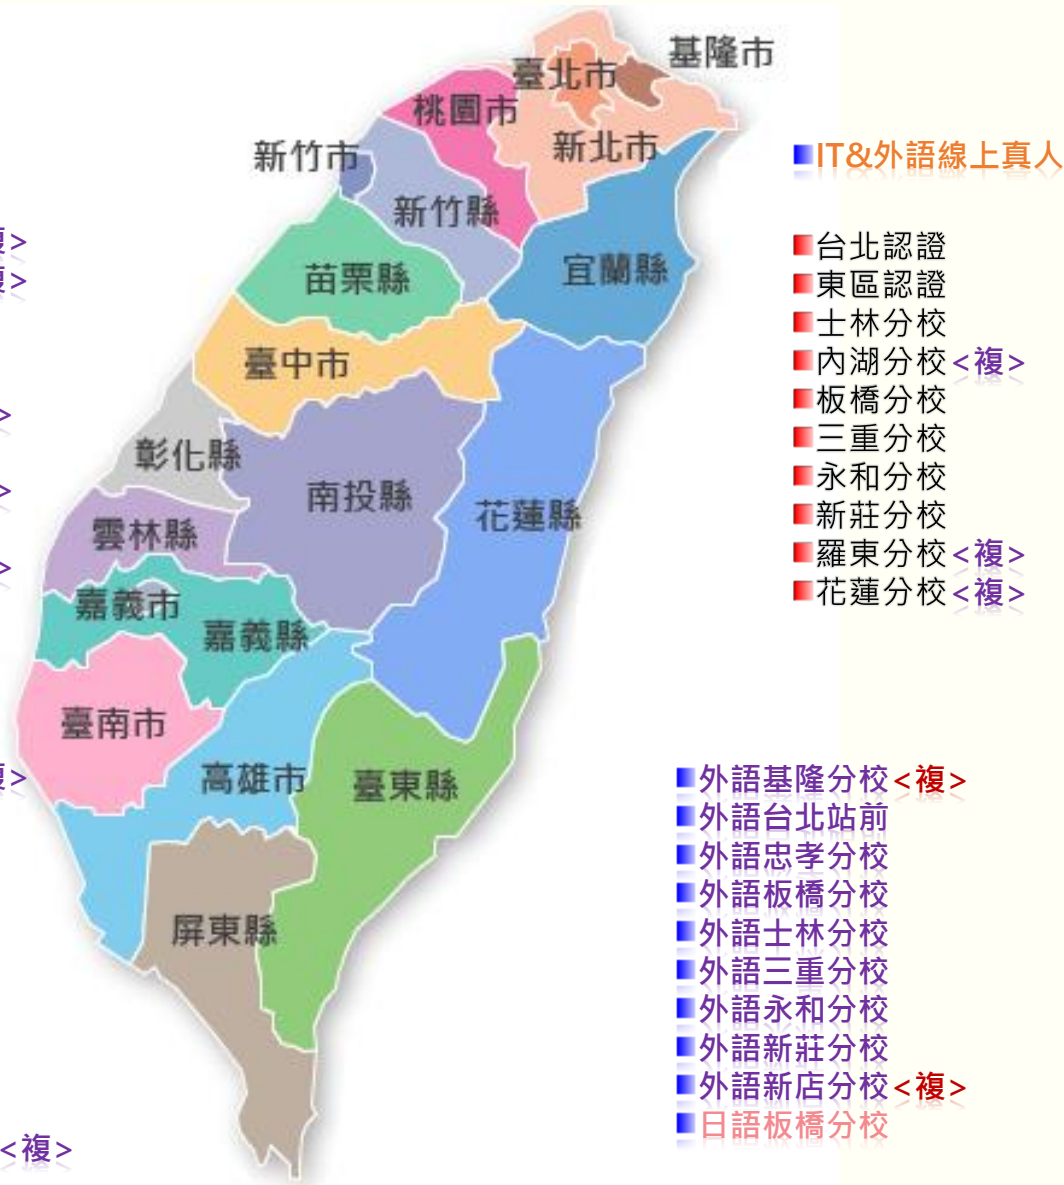 基隆市
臺北市
桃園市
新北市
新竹市
新竹縣
宜蘭縣
苗栗縣
臺中市
彰化縣
南投縣
花蓮縣
雲林縣
嘉義市
嘉義縣
臺南市
高雄市
臺東縣
屏東縣
複>
複>
>
>
>
複>
<複>
IT&外語線上真人
台北認證
東區認證
士林分校
內湖分校<複>
板橋分校
三重分校
永和分校
新莊分校
羅東分校<複>
花蓮分校<複>
外語基隆分校<複>
外語台北站前
外語忠孝分校
外語板橋分校
外語士林分校
外語三重分校
外語永和分校
外語新莊分校
外語新店分校<複>
日語板橋分校